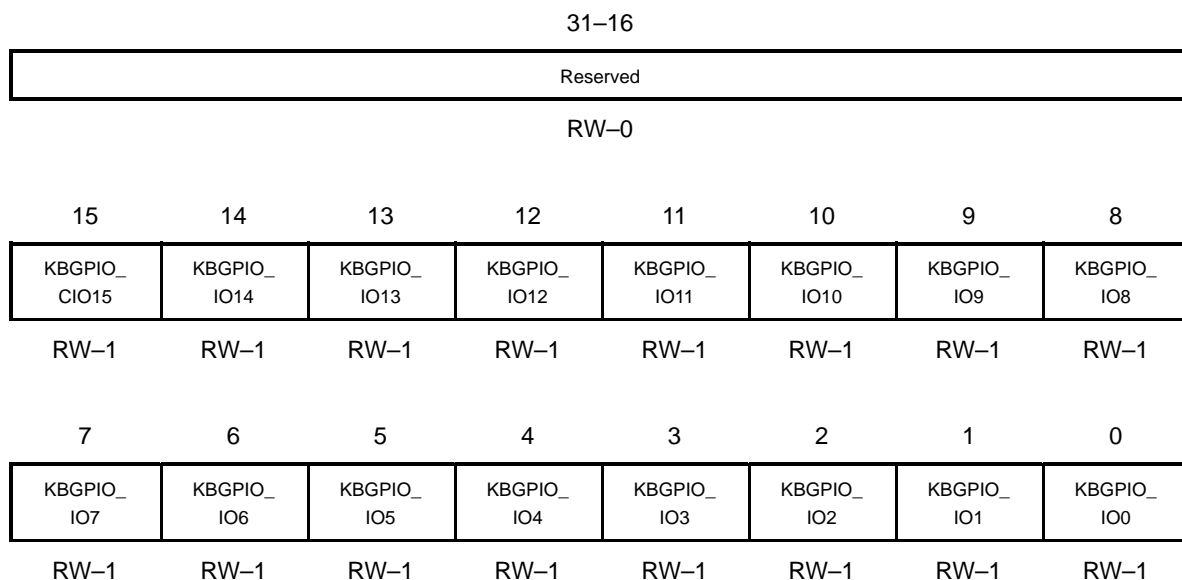 31–16
Reserved
RW–0
15 14 13 12 11 10 9 8
KBGPIO_ KBGPIO_ KBGPIO_ KBGPIO_ KBGPIO_ KBGPIO_ KBGPIO_ KBGPIO_
CIO15 IO14 IO13 IO12 IO11 IO10 IO9 IO8
RW–1 RW–1 RW–1 RW–1 RW–1 RW–1 RW–1 RW–1
7 6 5 4 3 2 1 0
KBGPIO_ KBGPIO_ KBGPIO_ KBGPIO_ KBGPIO_ KBGPIO_ KBGPIO_ KBGPIO_
IO7 IO6 IO5 IO4 IO3 IO2 IO1 IO0
RW–1 RW–1 RW–1 RW–1 RW–1 RW–1 RW–1 RW–1